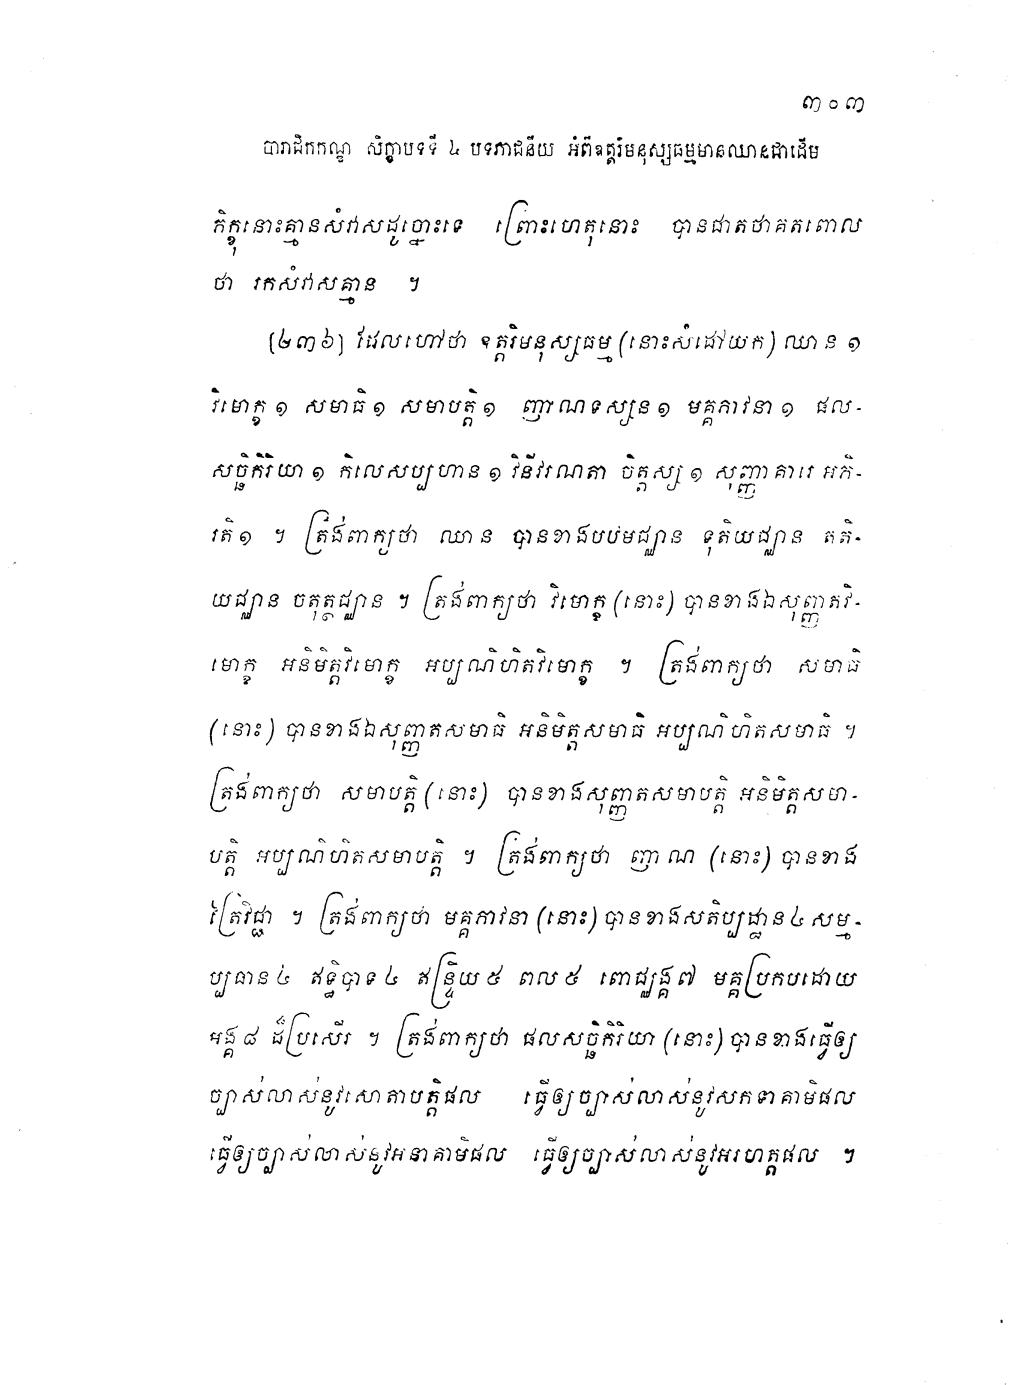 ៣០៣
បារាជិកកណ្ឌ សិក្ខាបទទី ៤ បទភាជនីយ អំពីឧត្តរិមនុស្សធម្មមានឈានជាដើម
ភិក្ខុនោះគ្មានសំវាសដូច្នោះទេ ព្រោះហេតុនោះ បានជាតថាគតពោល
ថា រកសំវាសគ្មាន ។
[២៣៦] ដែលហៅថា ឧត្តរិមនុស្សធម្ម (នោះសំដៅយក) ឈាន ១
វិមោក្ខ ១ សមាធិ ១ សមាបត្តិ ១ ញាណទស្សន ១ មគ្គភាវនា ១ ផល-
សច្ឆិកិរិយា ១ កិលេសប្បហាន ១ វិនីវរណតា ចិត្តស្ស ១ សុញ្ញាគារេ អភិ-
រតិ ១ ។ ត្រង់ពាក្យថា ឈាន បានខាងបឋមជ្ឈាន ទុតិយជ្ឈាន តតិ-
យជ្ឈាន ចតុត្ថជ្ឈាន ។ ត្រង់ពាក្យថា វិមោក្ខ (នោះ) បានខាងឯសុញ្ញតវិ-
មោក្ខ អនិមិត្តវិមោក្ខ អប្បណិហិតវិមោក្ខ ។ ត្រង់ពាក្យថា សមាធិ
(នោះ) បានខាងឯសុញ្ញតសមាធិ អនិមិត្តសមាធិ អប្បណិហិតសមាធិ ។
ត្រង់ពាក្យថា សមាបត្តិ (នោះ) បានខាងសុញ្ញតសមាបត្តិ អនិមិត្តសមា-
បត្តិ អប្បណិហិតសមាបត្តិ ។ ត្រង់ពាក្យថា ញាណ (នោះ) បានខាង
ត្រៃវិជ្ជា ។ ត្រង់ពាក្យថា មគ្គភាវនា (នោះ) បានខាងសតិប្បដ្ឋាន ៤ សម្ម-
ប្បធាន ៤ ឥទ្ធិបាទ ៤ ឥន្ទ្រិយ ៥ ពល ៥ ពោជ្ឈង្គ ៧ មគ្គប្រកបដោយ
អង្គ ៨ ដ៏ប្រសើរ ។ ត្រង់ពាក្យថា ផលសច្ឆិកិរិយា (នោះ) បានខាងធ្វើឲ្យ
ច្បាស់លាស់នូវសោតាបត្តិផល ធ្វើឲ្យច្បាស់លាស់នូវសកទាគាមិផល
ធ្វើឲ្យច្បាស់លាស់នូវអនាគាមិផល ធ្វើឲ្យច្បាស់លាស់នូវអរហត្តផល ។